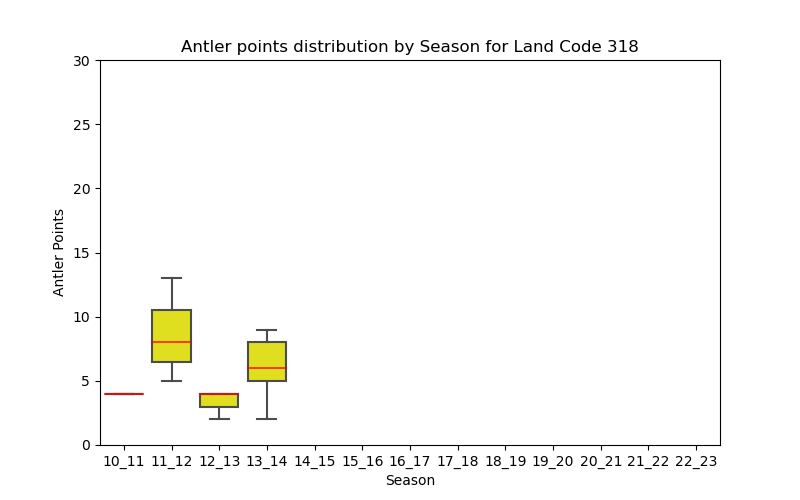 Antler points distribution by Season for Land Code 318
30
25
20
15
10
5
0
Antler Points
10_11 11_12 12_13 13_14 14_15 15_16 16_17 17_18 18_19 19_20 20_21 21_22 22_23
Season